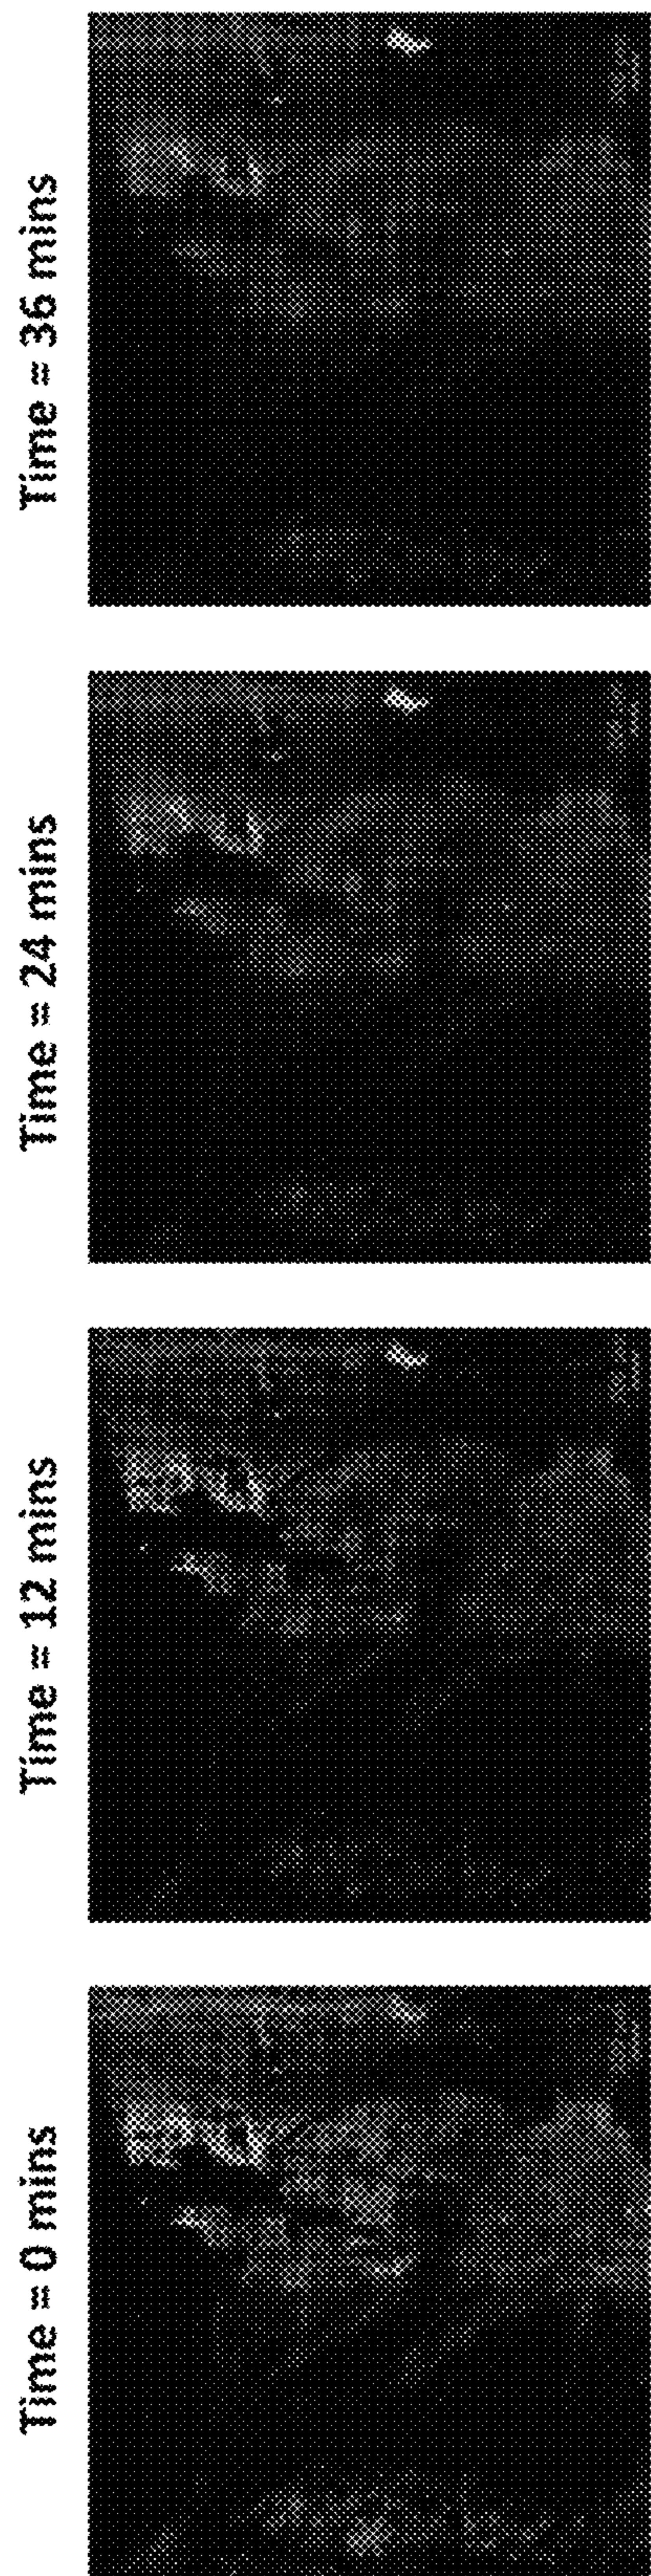 Time = 0 mins
Time = 12 mins
Time = 24 mins
Time = 36 mins